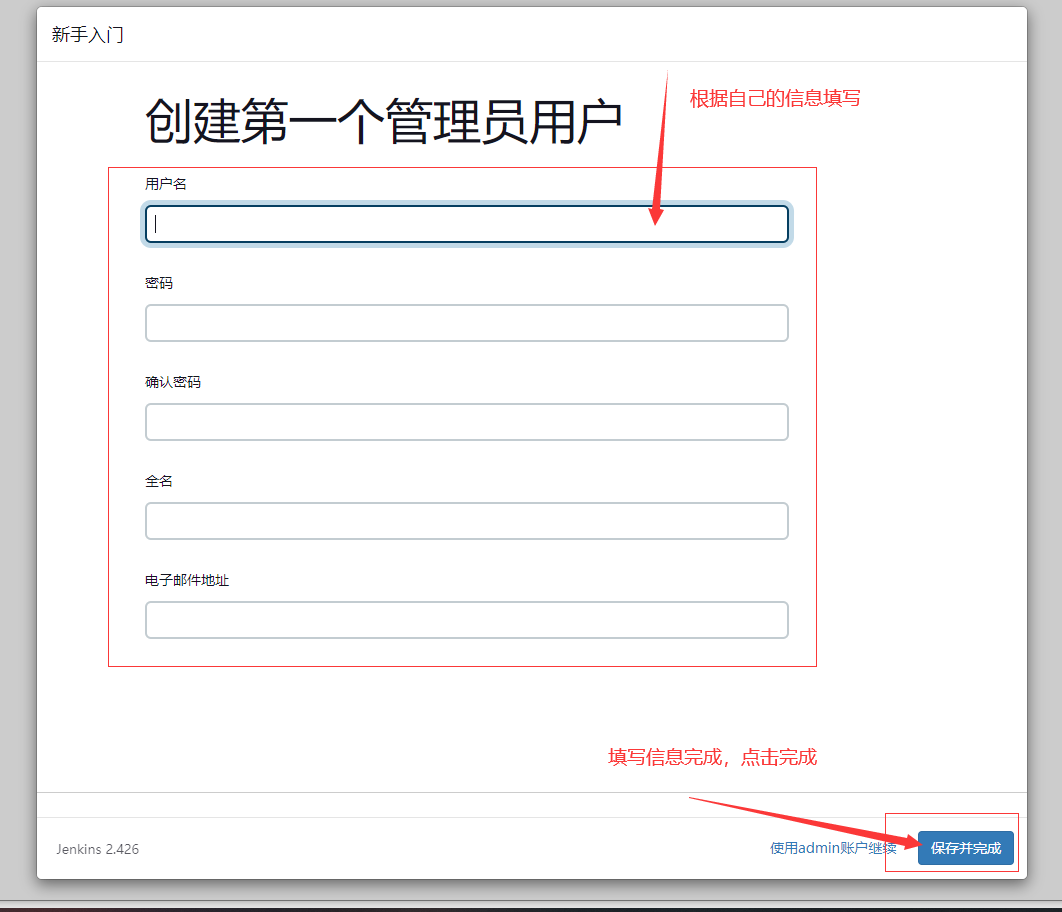 新手入门
根据自己的信息填写
创建第一个管理员用户
用户名
密码
确认密码
全名
电子邮件地址
填写信息完成，点击完成
Jenkins 2.426
使用admin账户继续
保存并完成